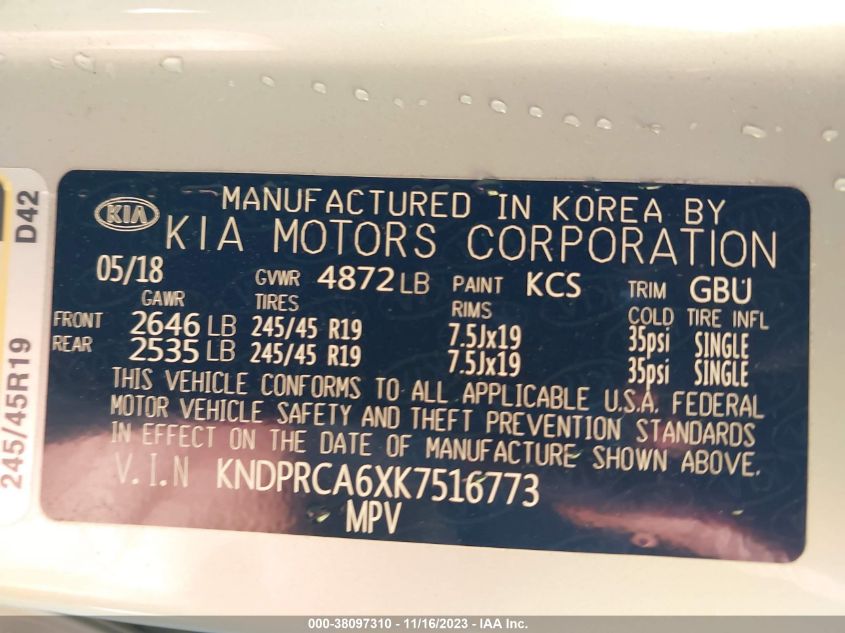 MANUFACTURED IN KOREA BY
KIA KIA MOTORS CORPORATION
05/18 GVWR 4872 LB PAINT KCS TRIM GBU
GAWR TIRES RIMS COLD TIRE INFL
FRONT 2646 LB 245/45 R19 7.5Jx19 35psi SINGLE
REAR 2535 LB 245/45 R19 7.5Jx19 35psi SINGLE
THIS VEHICLE CONFORMS TO ALL APPLICABLE U.S.A. FEDERAL
MOTOR VEHICLE SAFETY AND THEFT PREVENTION STANDARDS
IN EFFECT ON THE DATE OF MANUFACTURE SHOWN ABOVE.
V.I.N KNDPRCA6XK7516773
MPV
245/45R19 D42
000-38097310 - 11/16/2023 - IAA Inc.